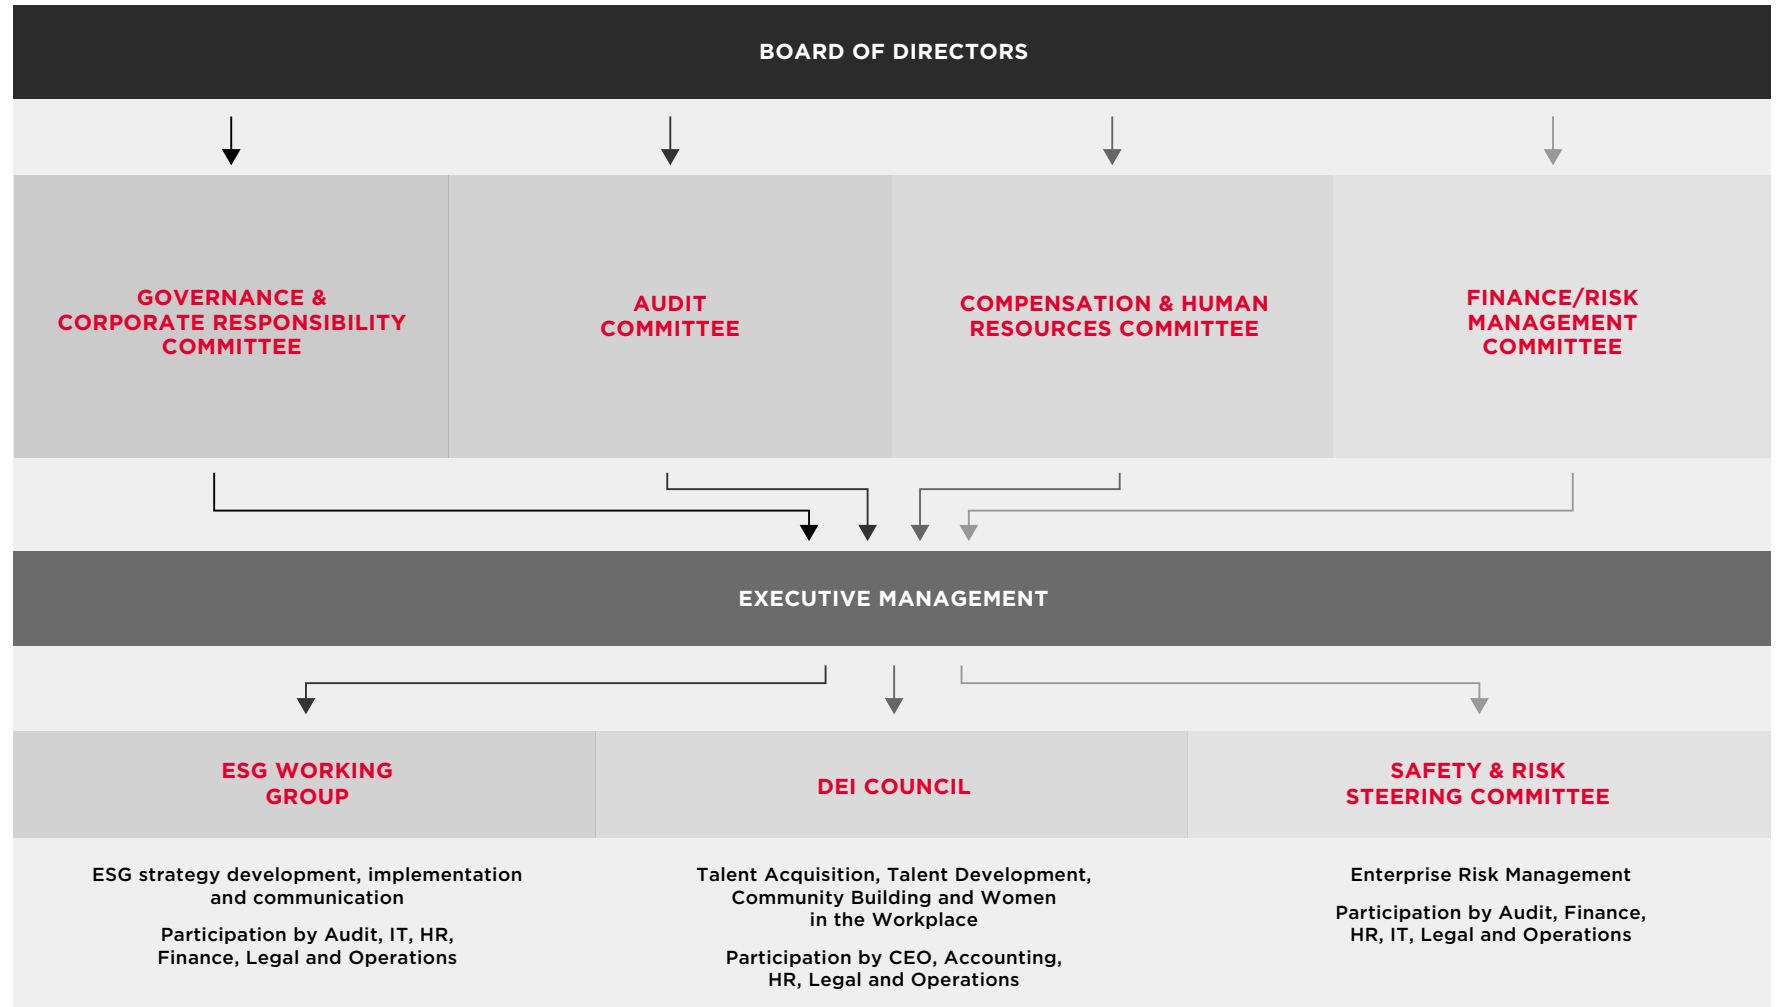 BOARD OF DIRECTORS
GOVERNANCE &
CORPORATE RESPONSIBILITY
COMMITTEE
AUDIT
COMMITTEE
COMPENSATION & HUMAN
RESOURCES COMMITTEE
FINANCE/RISK
MANAGEMENT
COMMITTEE
EXECUTIVE MANAGEMENT
ESG WORKING
GROUP
ESG strategy development, implementation
and communication
Participation by Audit, IT, HR,
Finance, Legal and Operations
DEI COUNCIL
Talent Acquisition, Talent Development,
Community Building and Women
in the Workplace
Participation by CEO, Accounting,
HR, Legal and Operations
SAFETY & RISK
STEERING COMMITTEE
Enterprise Risk Management
Participation by Audit, Finance,
HR, IT, Legal and Operations